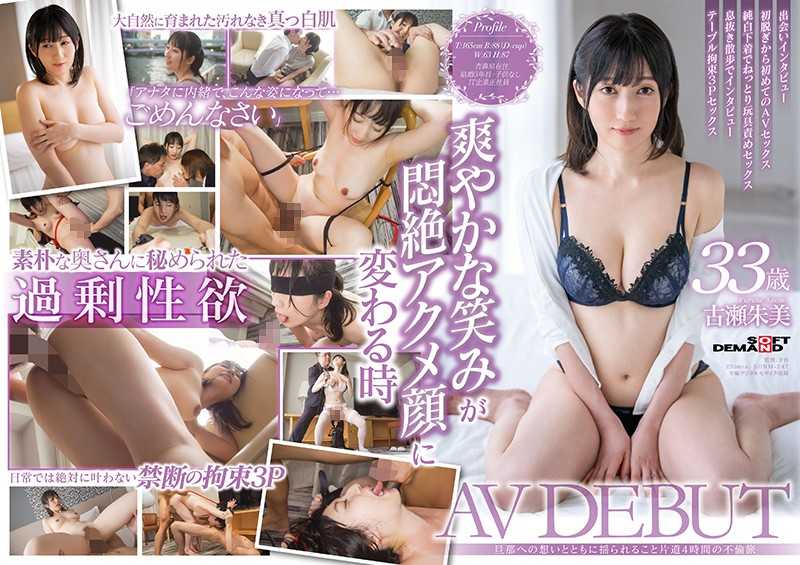 大自然に育まれた汚れなき真っ白肌
「アナタに内緒で、こんな姿になって…
ごめんなさい」
素朴な奥さんに秘められた
過剰性欲
日常では絶対に叶わない禁断の拘束3P
Profile
T:165cm B:88(D-cup)
W:63 H:87
爽やかな笑みが
悶絶アクメ顔に
変わる時
出会いインタビュー
初脱ぎから初めてのAVセックス
純白下着でねっとり玩具責めセックス
息抜き散歩でインタビュー
テーブル拘束3Pセックス
33歳
古瀬朱美
SOFT ON DEMAND
AV DEBUT
旦那への想いとともに揺られること片道4時間の不倫旅